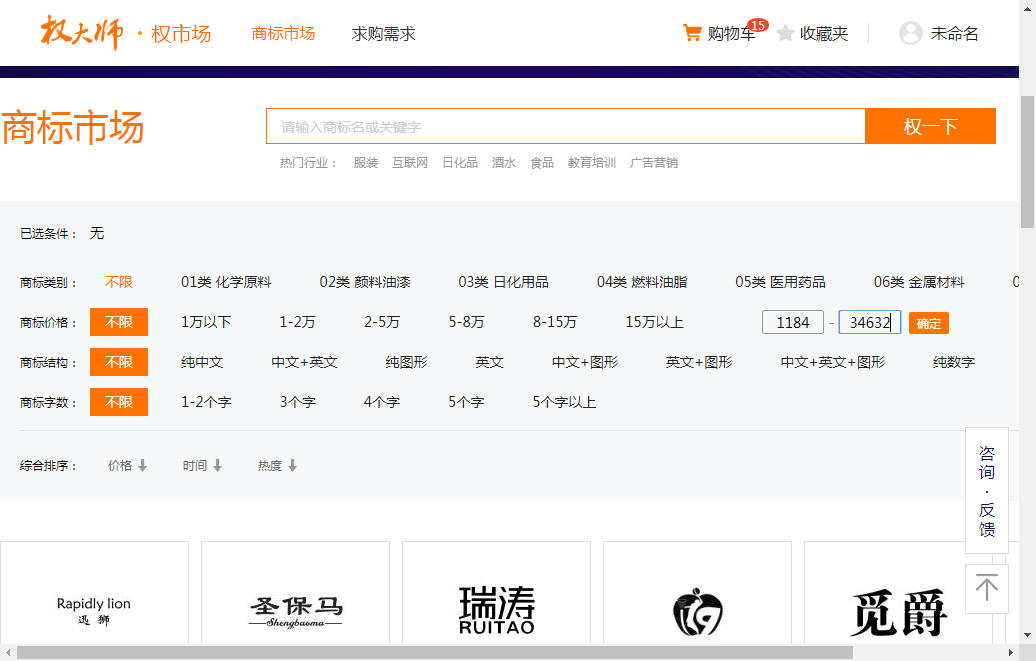 权大师 · 权市场 商标市场 求购需求 购物车 15 收藏夹 未命名
商标市场 请输入商标名或关键字 权一下
热门行业： 服装 互联网 日化品 酒水 食品 教育培训 广告营销
已选条件： 无
商标类别： 不限 01类 化学原料 02类 颜料油漆 03类 日化用品 04类 燃料油脂 05类 医用药品 06类 金属材料 0
商标价格： 不限 1万以下 1-2万 2-5万 5-8万 8-15万 15万以上 1184 - 34632 确定
商标结构： 不限 纯中文 中文+英文 纯图形 英文 中文+图形 英文+图形 中文+英文+图形 纯数字
商标字数： 不限 1-2个字 3个字 4个字 5个字 5个字以上
综合排序： 价格 时间 热度
咨询·反馈
Rapidly lion
迅狮
圣保马
Shengbaoma
瑞涛
RUITAO
觅爵